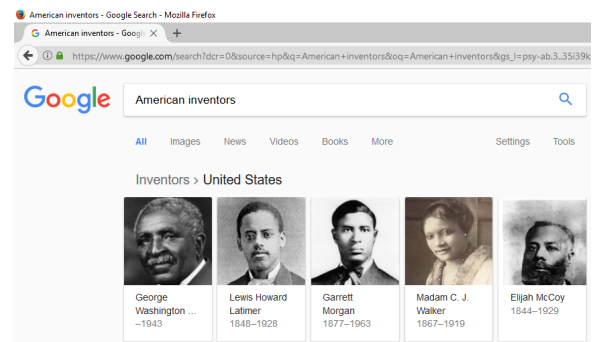 American inventors - Google Search - Mozilla Firefox
American inventors - Googl
https://www.google.com/search?dcr=0&source=hp&q=American+inventors&oq=American+inventors&gs_l=psy-ab.3..35i39k
Google
American inventors
All Images News Videos Books More Settings Tools
Inventors > United States
George
Washington ...
–1943
Lewis Howard
Latimer
1848–1928
Garrett
Morgan
1877–1963
Madam C. J.
Walker
1867–1919
Elijah McCoy
1844–1929